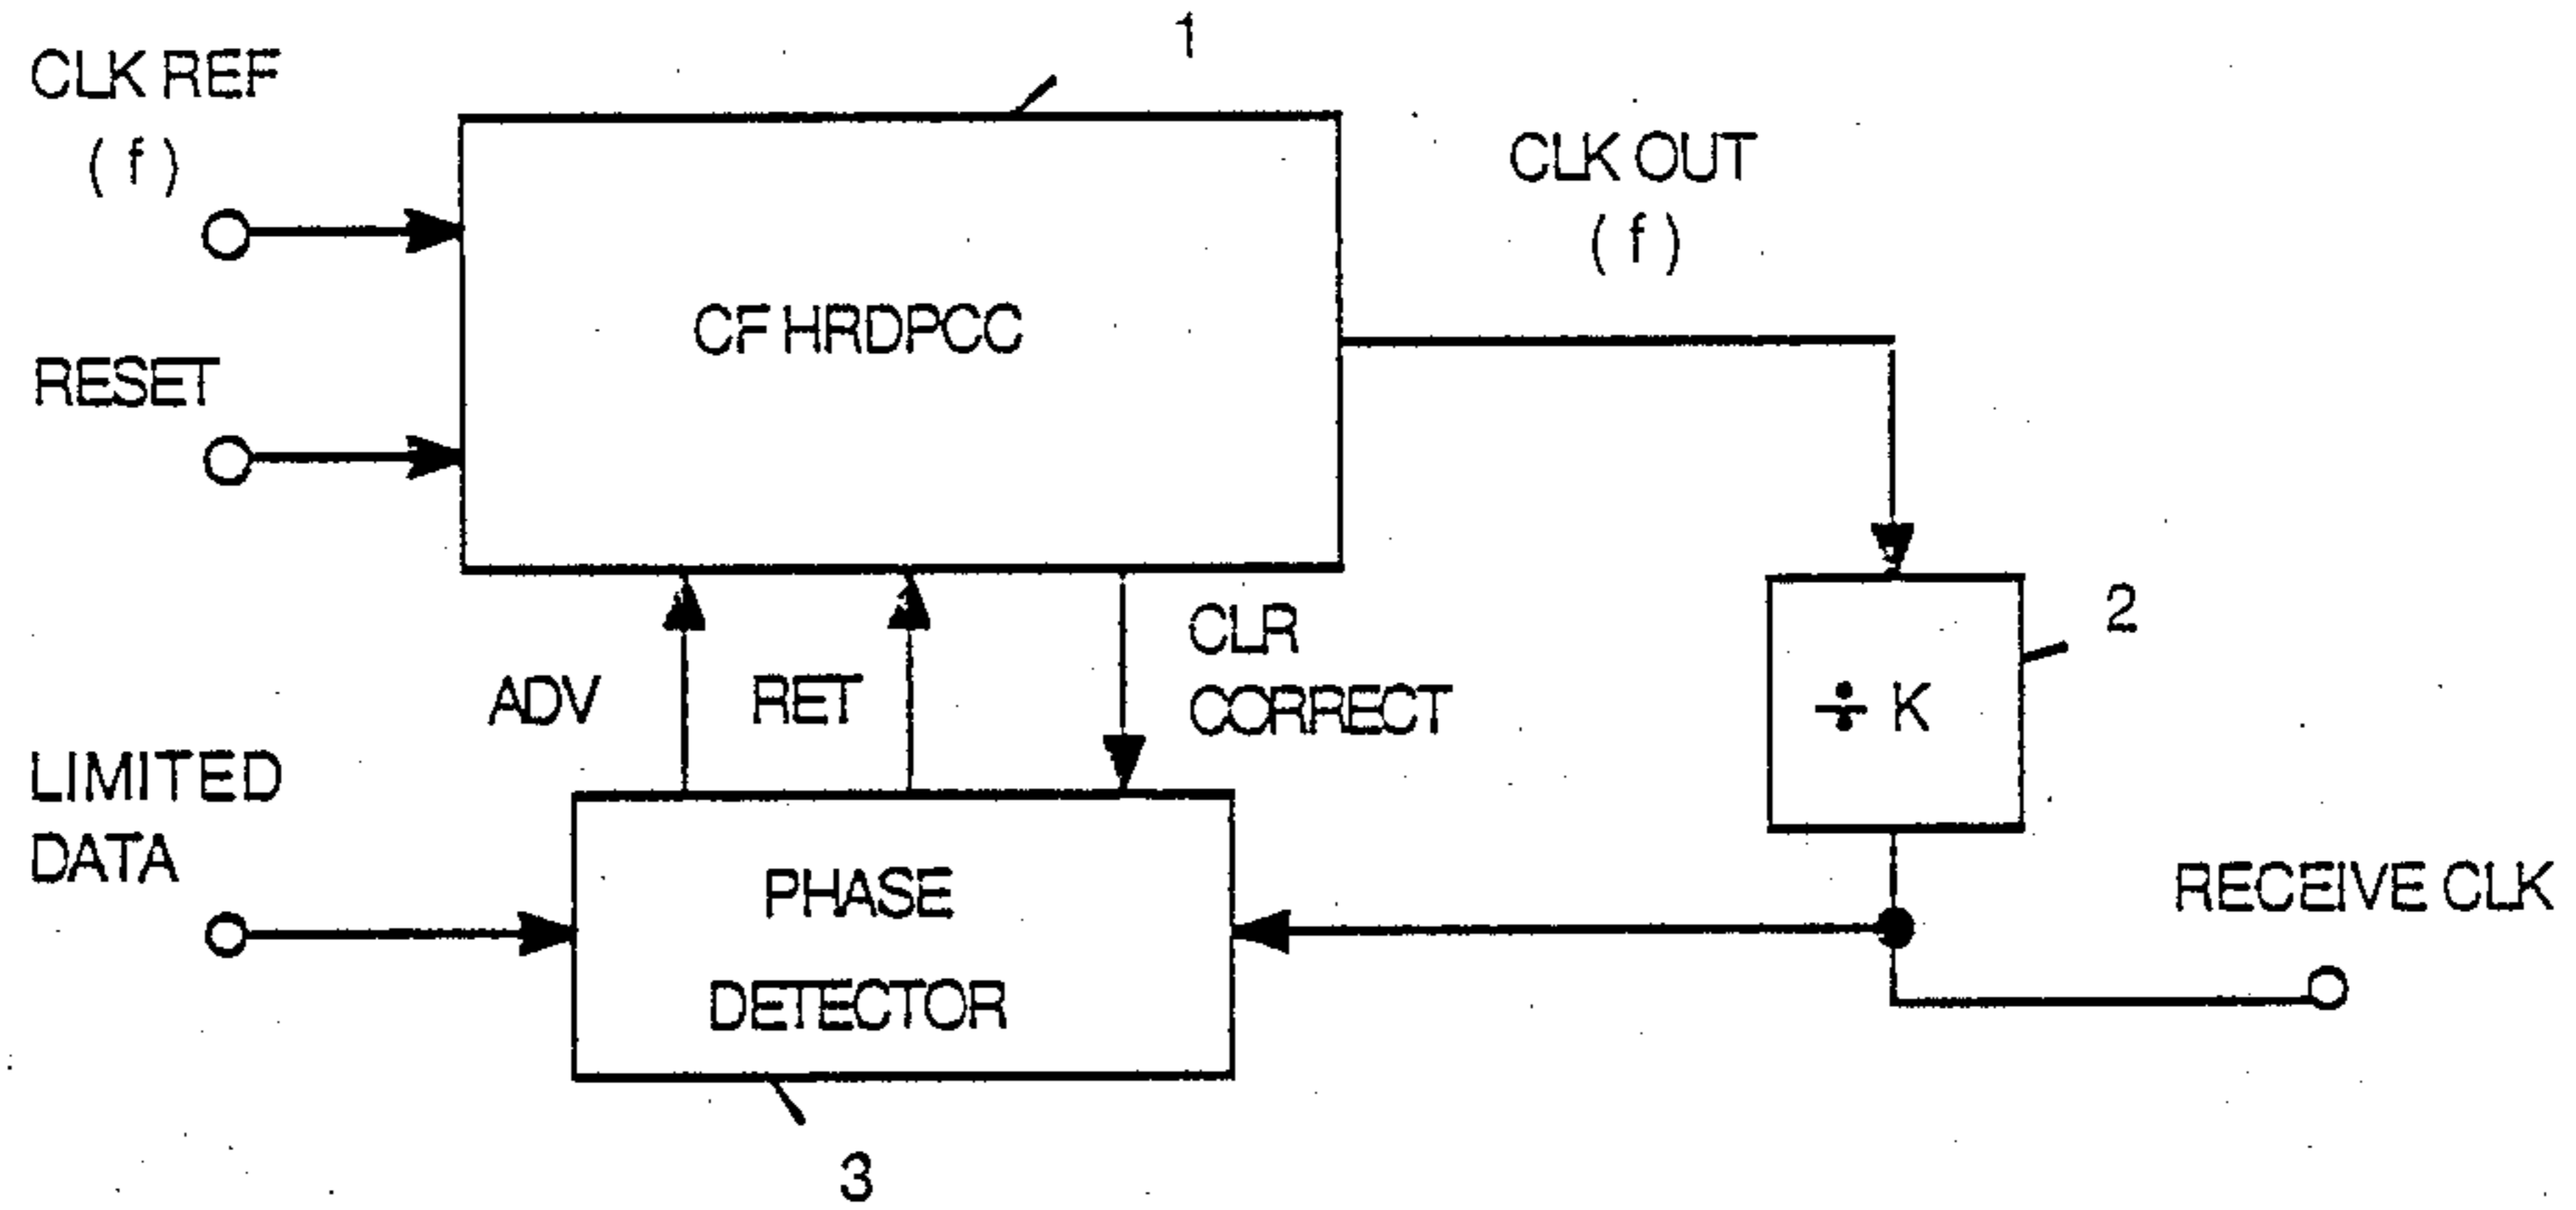 1
CLK REF
( f )
CLK OUT
( f )
CF HRDPCC
RESET
2
CLR
CORRECT
ADV
RET
÷ K
LIMITED
DATA
PHASE
DETECTOR
RECEIVE CLK
3